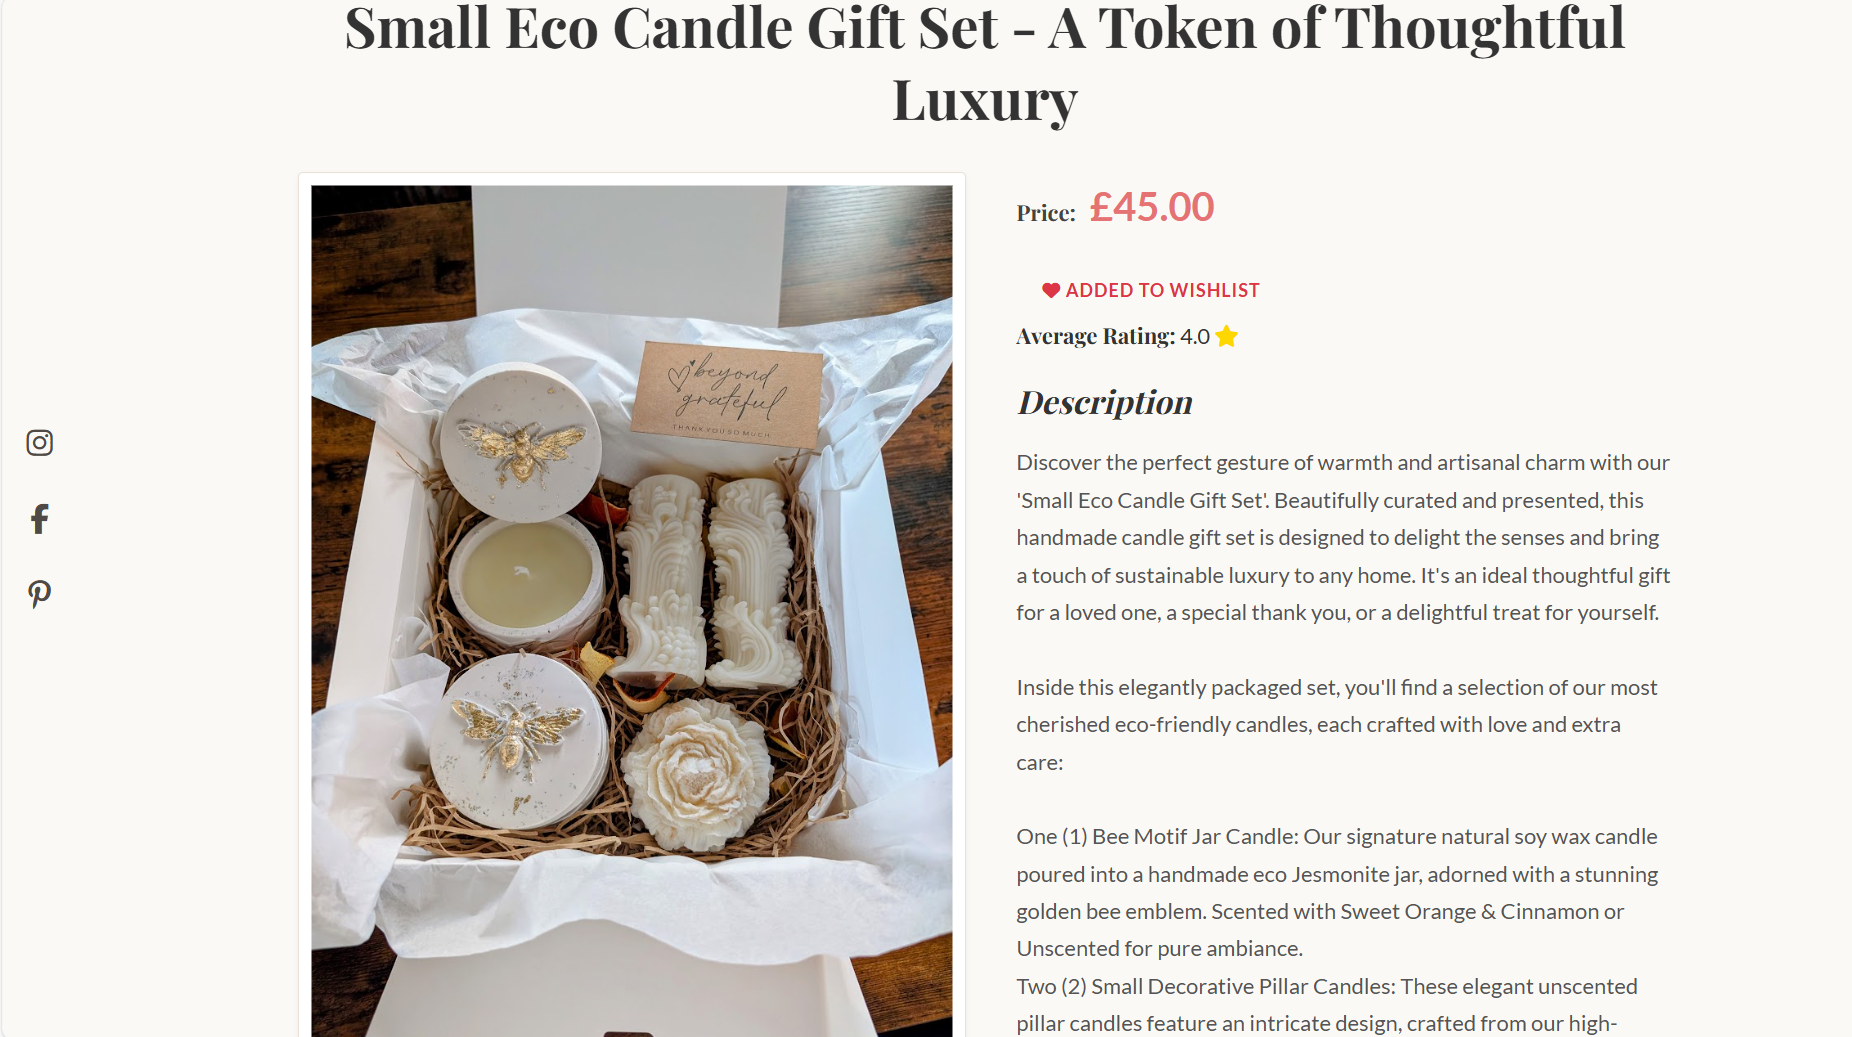 Small Eco Candle Gift Set - A Token of Thoughtful
Luxury
beyond
grateful
THANK YOU SO MUCH
Price: £45.00
ADDED TO WISHLIST
Average Rating: 4.0
Description
Discover the perfect gesture of warmth and artisanal charm with our
'Small Eco Candle Gift Set'. Beautifully curated and presented, this
handmade candle gift set is designed to delight the senses and bring
a touch of sustainable luxury to any home. It's an ideal thoughtful gift
for a loved one, a special thank you, or a delightful treat for yourself.
Inside this elegantly packaged set, you'll find a selection of our most
cherished eco-friendly candles, each crafted with love and extra
care:
One (1) Bee Motif Jar Candle: Our signature natural soy wax candle
poured into a handmade eco Jesmonite jar, adorned with a stunning
golden bee emblem. Scented with Sweet Orange & Cinnamon or
Unscented for pure ambiance.
Two (2) Small Decorative Pillar Candles: These elegant unscented
pillar candles feature an intricate design, crafted from our high-